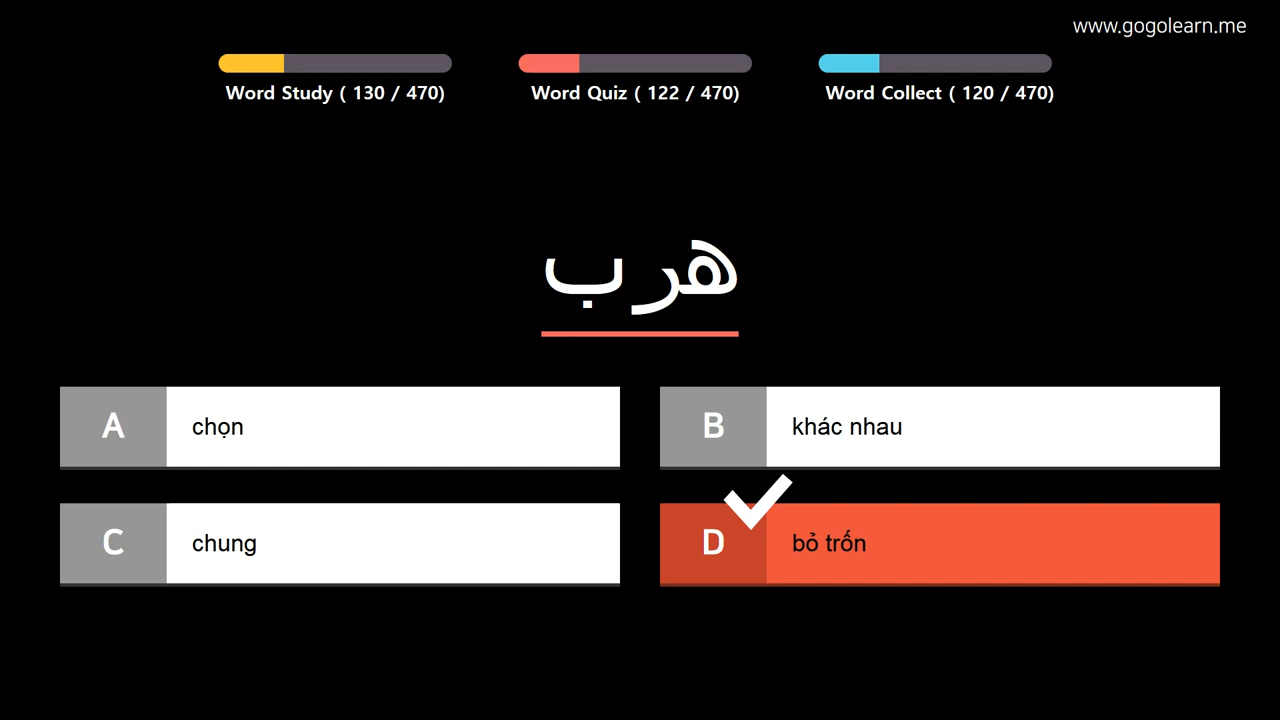 www.gogolearn.me
Word Study ( 130 / 470)
Word Quiz ( 122 / 470)
Word Collect ( 120 / 470)
هرب
A
chọn
B
khác nhau
C
chung
D
bỏ trốn